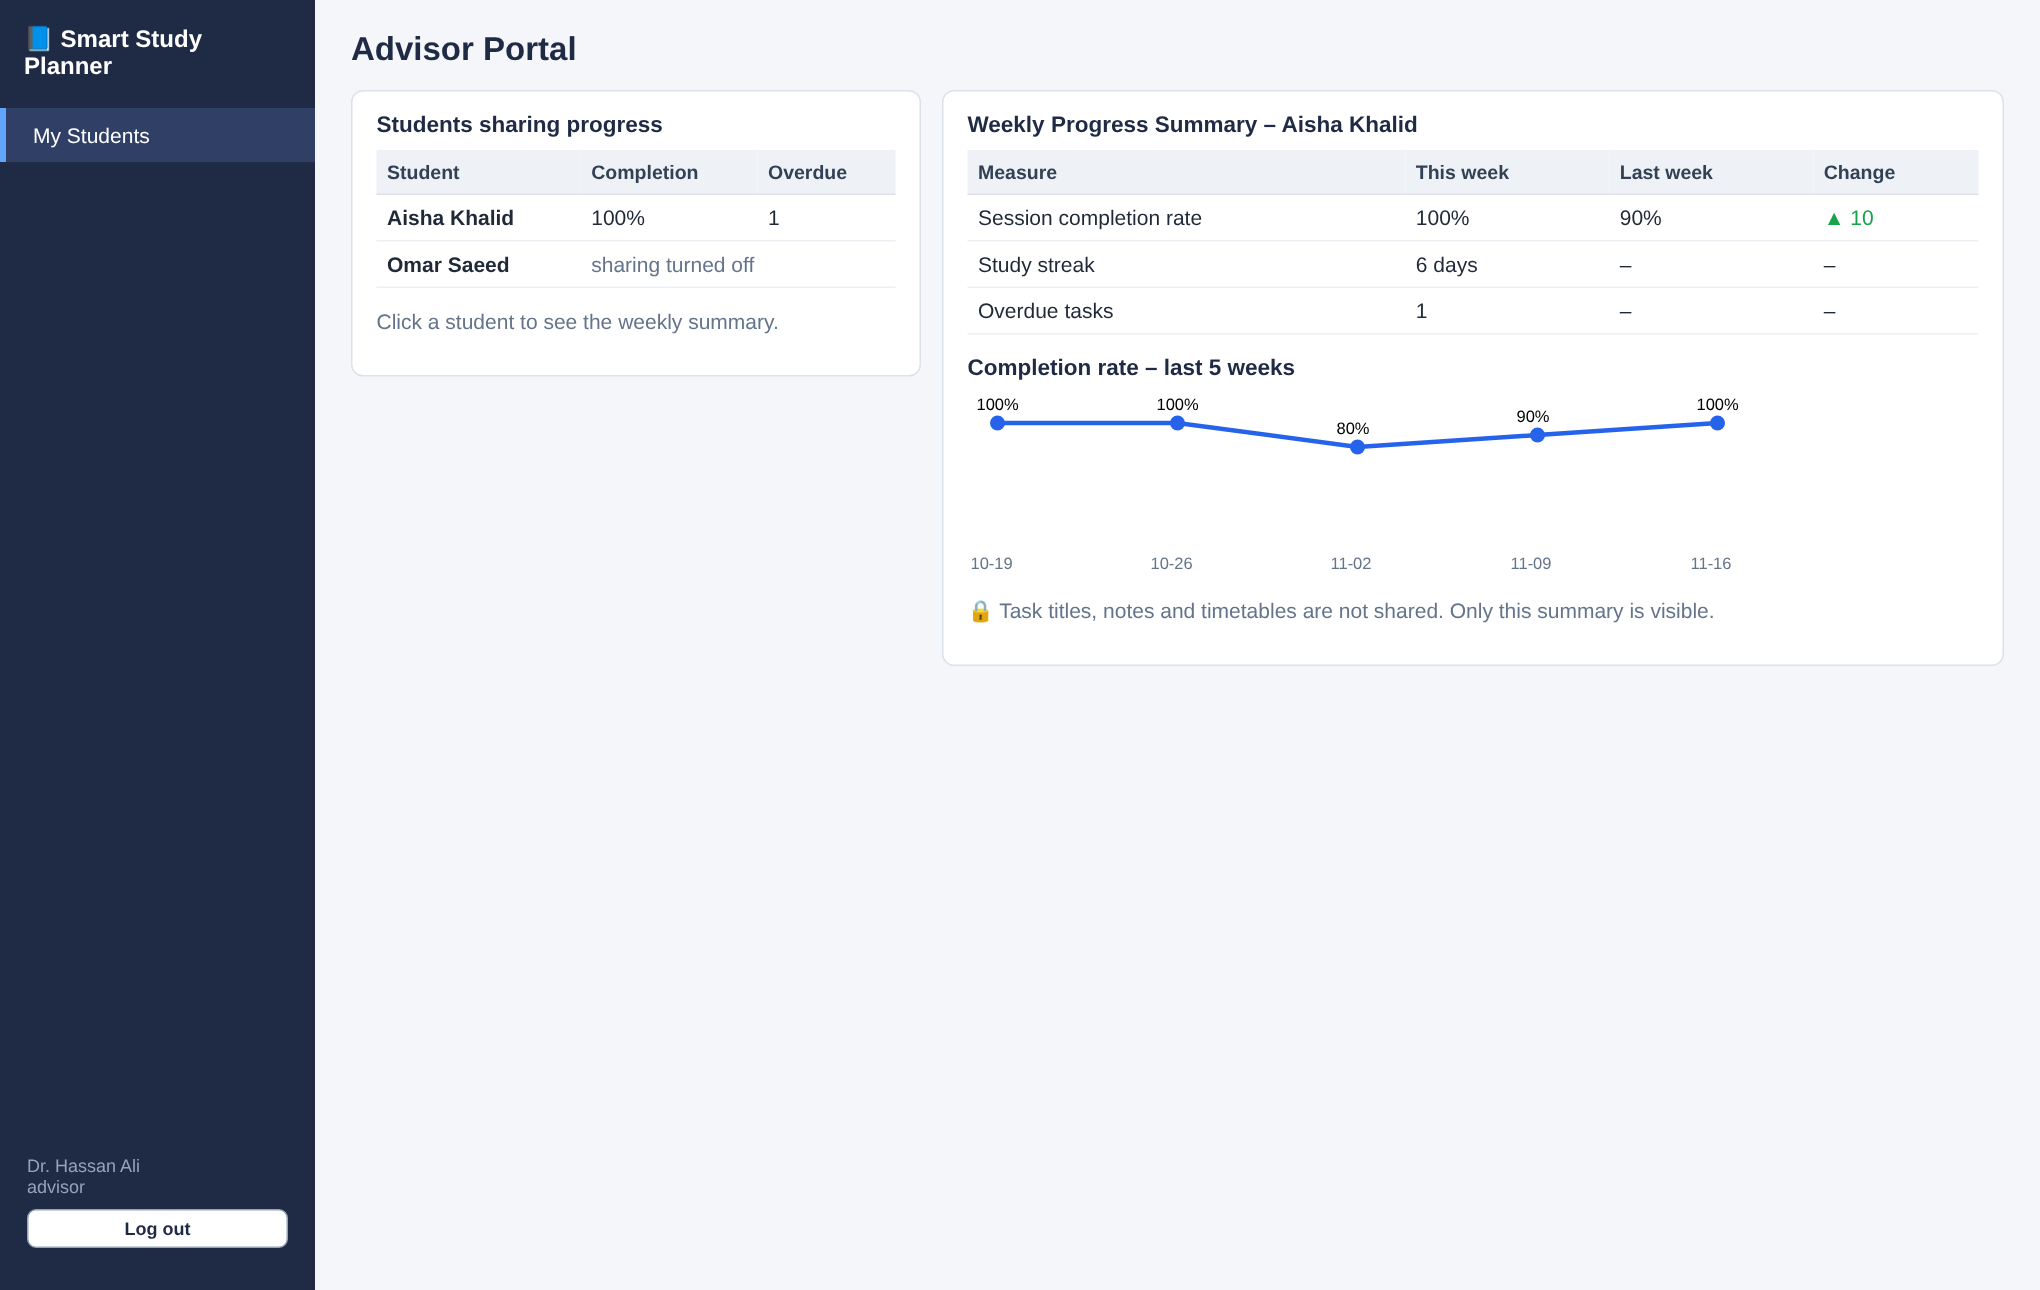 📘 Smart Study
Planner
My Students
Dr. Hassan Ali
advisor
Log out
Advisor Portal
Students sharing progress
Student Completion Overdue
Aisha Khalid 100% 1
Omar Saeed sharing turned off
Click a student to see the weekly summary.
Weekly Progress Summary – Aisha Khalid
Measure This week Last week Change
Session completion rate 100% 90% ▲ 10
Study streak 6 days – –
Overdue tasks 1 – –
Completion rate – last 5 weeks
100% 100% 80% 90% 100%
10-19 10-26 11-02 11-09 11-16
🔒 Task titles, notes and timetables are not shared. Only this summary is visible.